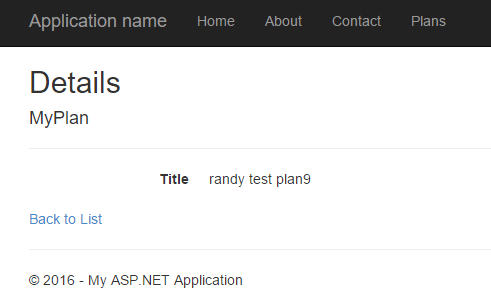 Application name Home About Contact Plans
Details
MyPlan
Title randy test plan9
Back to List
© 2016 - My ASP.NET Application